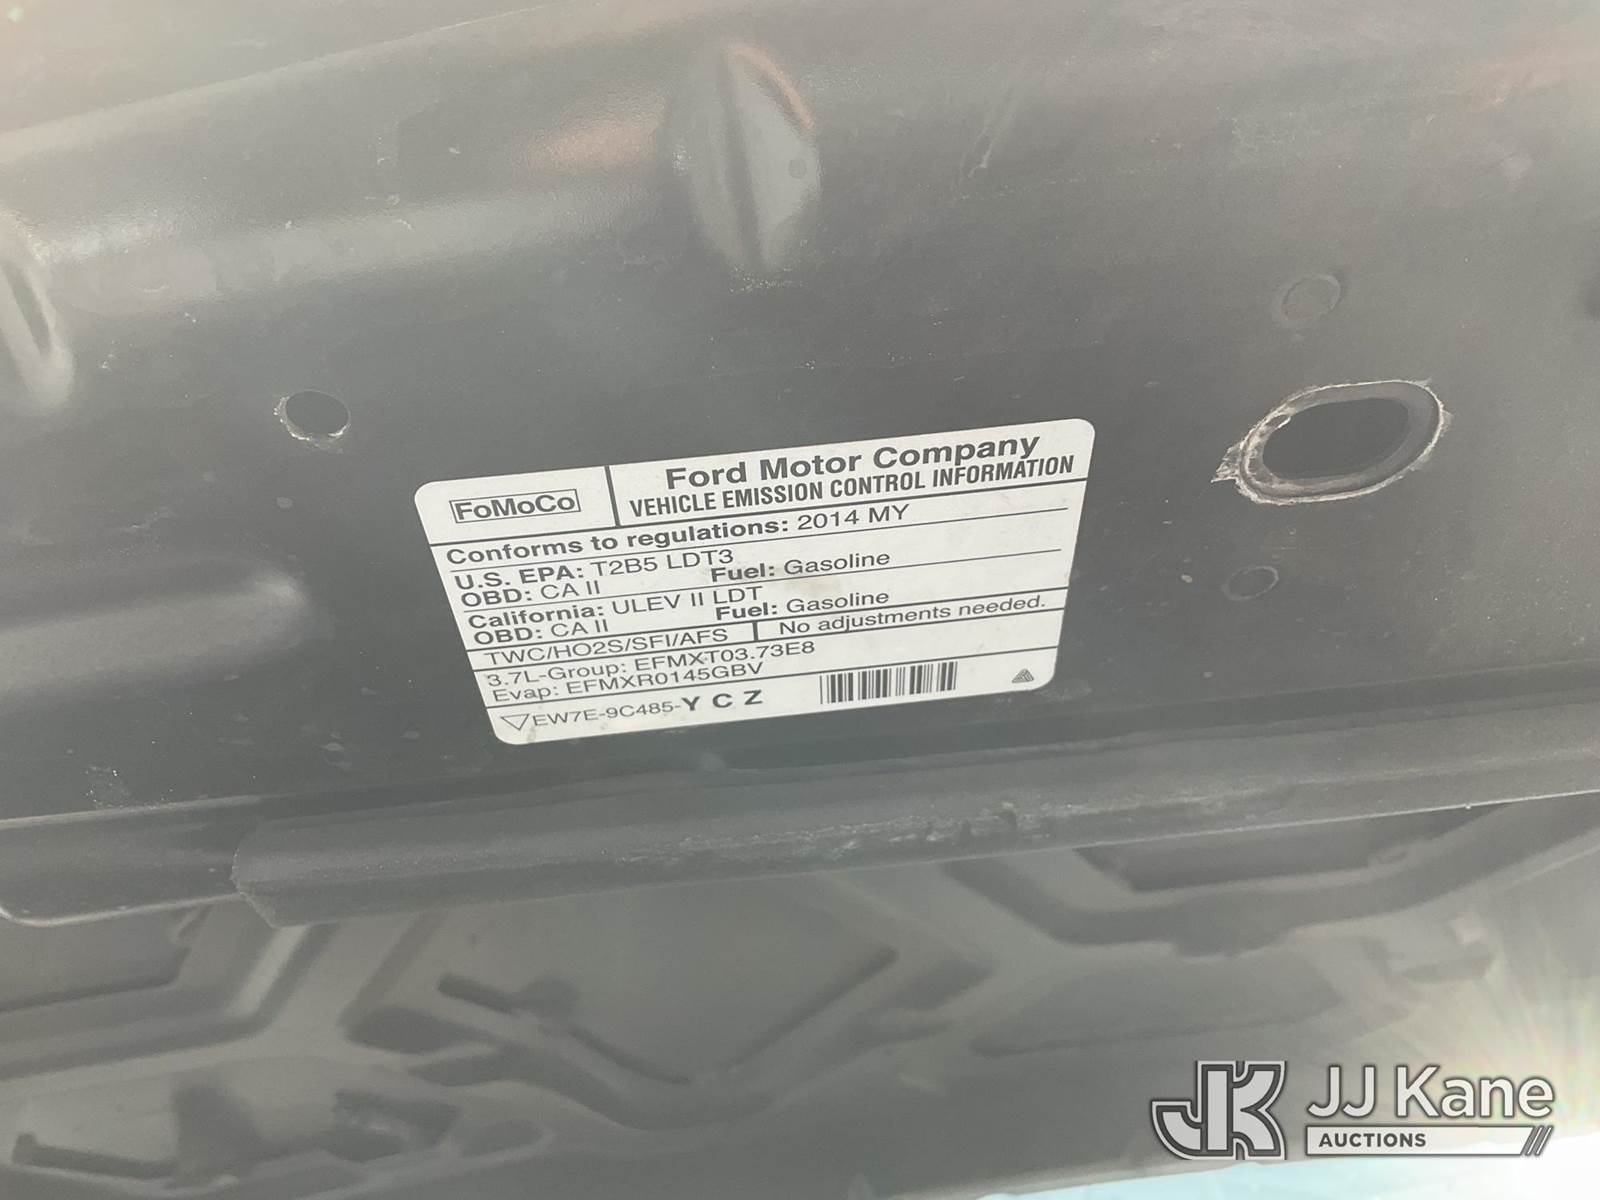 FoMoCo
Ford Motor Company
VEHICLE EMISSION CONTROL INFORMATION
Conforms to regulations: 2014 MY
U.S. EPA: T2B5 LDT3
OBD: CA II Fuel: Gasoline
California: ULEV II LDT
OBD: CA II Fuel: Gasoline
TWC/HO2S/SFI/AFS No adjustments needed.
3.7L-Group: EFMXT03.73E8
Evap: EFMXR0145GBV
EW7E-9C485-Y C Z
JK JJ Kane
AUCTIONS